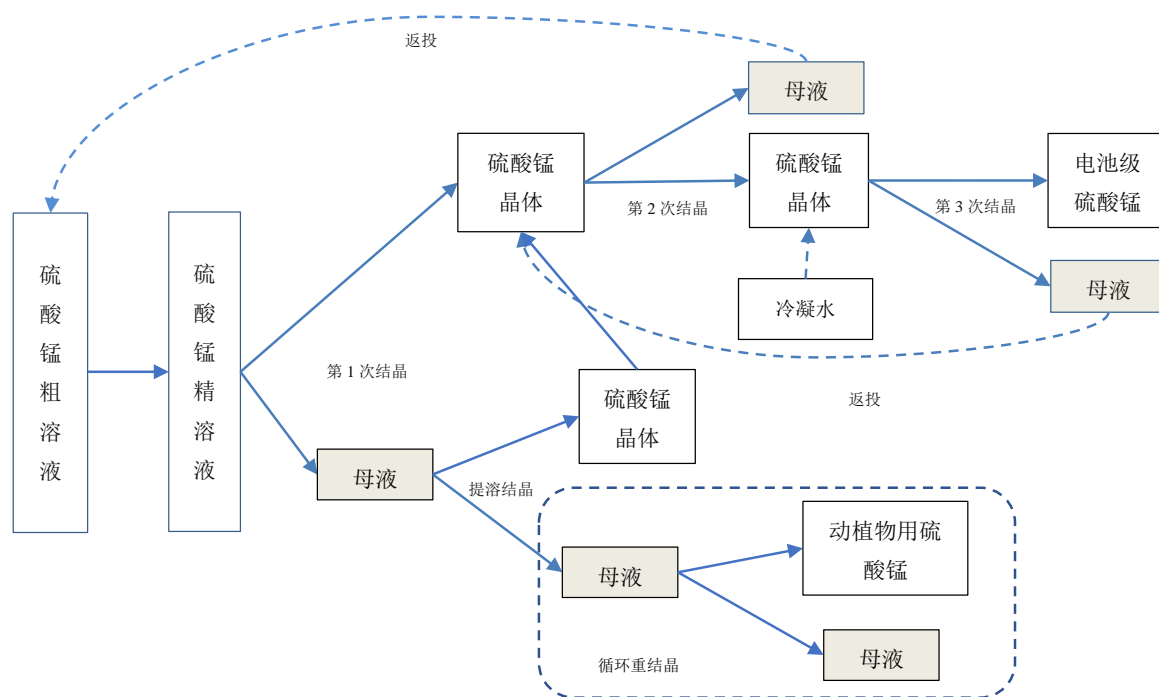 返投
母液
硫酸锰
晶体
第 2 次结晶
硫酸锰
晶体
第 3 次结晶
电池级
硫酸锰
硫
酸
锰
粗
溶
液
硫
酸
锰
精
溶
液
冷凝水
母液
返投
第 1 次结晶
硫酸锰
晶体
母液
提溶结晶
母液
动植物用硫
酸锰
母液
循环重结晶